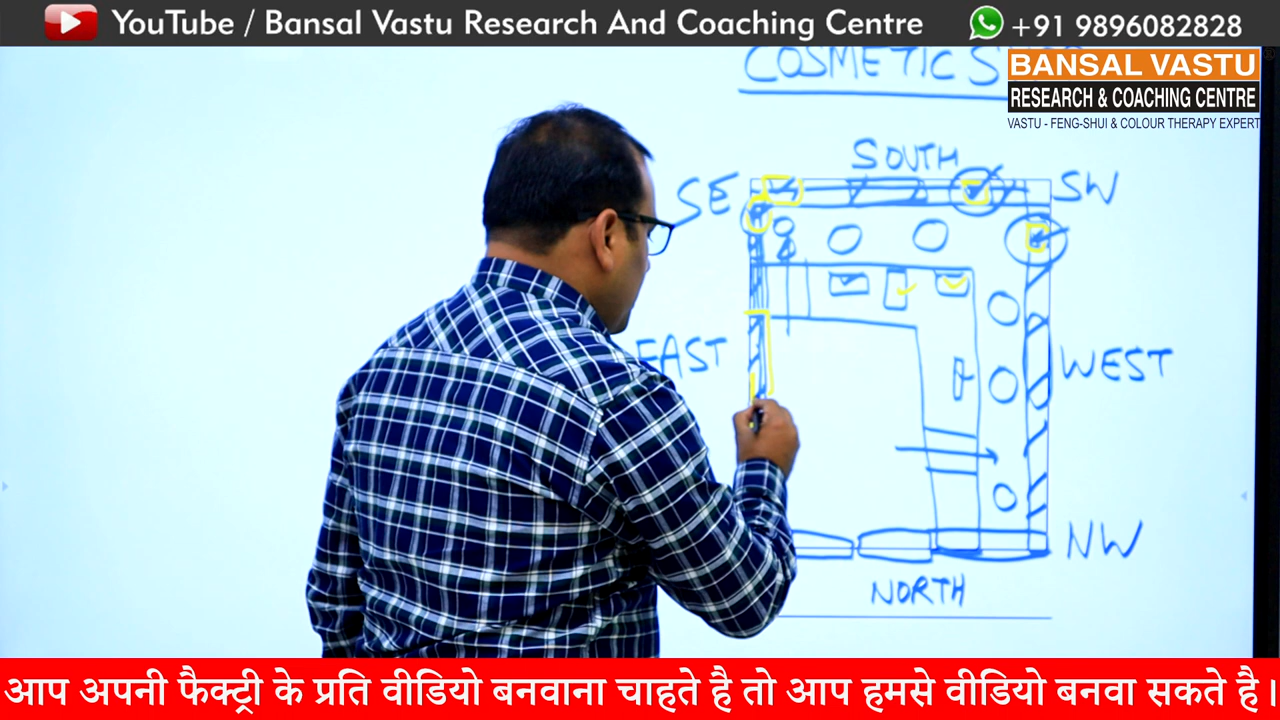 YouTube / Bansal Vastu Research And Coaching Centre
+91 9896082828
COSMETIC
BANSAL VASTU
RESEARCH & COACHING CENTRE
VASTU - FENG-SHUI & COLOUR THERAPY EXPERT
SOUTH
SE
SW
EAST
WEST
NW
NORTH
आप अपनी फैक्ट्री के प्रति वीडियो बनवाना चाहते है तो आप हमसे वीडियो बनवा सकते है।